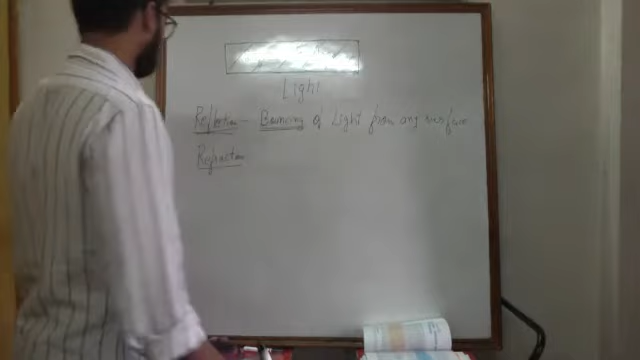 Light
Reflection - Bouncing of light from any surface
Refraction